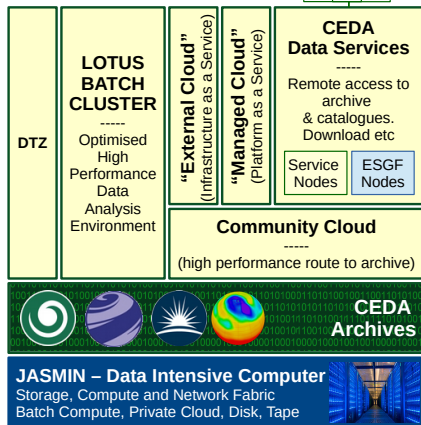 DTZ
LOTUS
BATCH
CLUSTER
-----
Optimised
High
Performance
Data
Analysis
Environment
“External Cloud”
(Infrastructure as a Service)
“Managed Cloud”
(Platform as a Service)
CEDA
Data Services
-----
Remote access to
archive
& catalogues.
Download etc
Service
Nodes
ESGF
Nodes
Community Cloud
-----
(high performance route to archive)
CEDA
Archives
JASMIN – Data Intensive Computer
Storage, Compute and Network Fabric
Batch Compute, Private Cloud, Disk, Tape